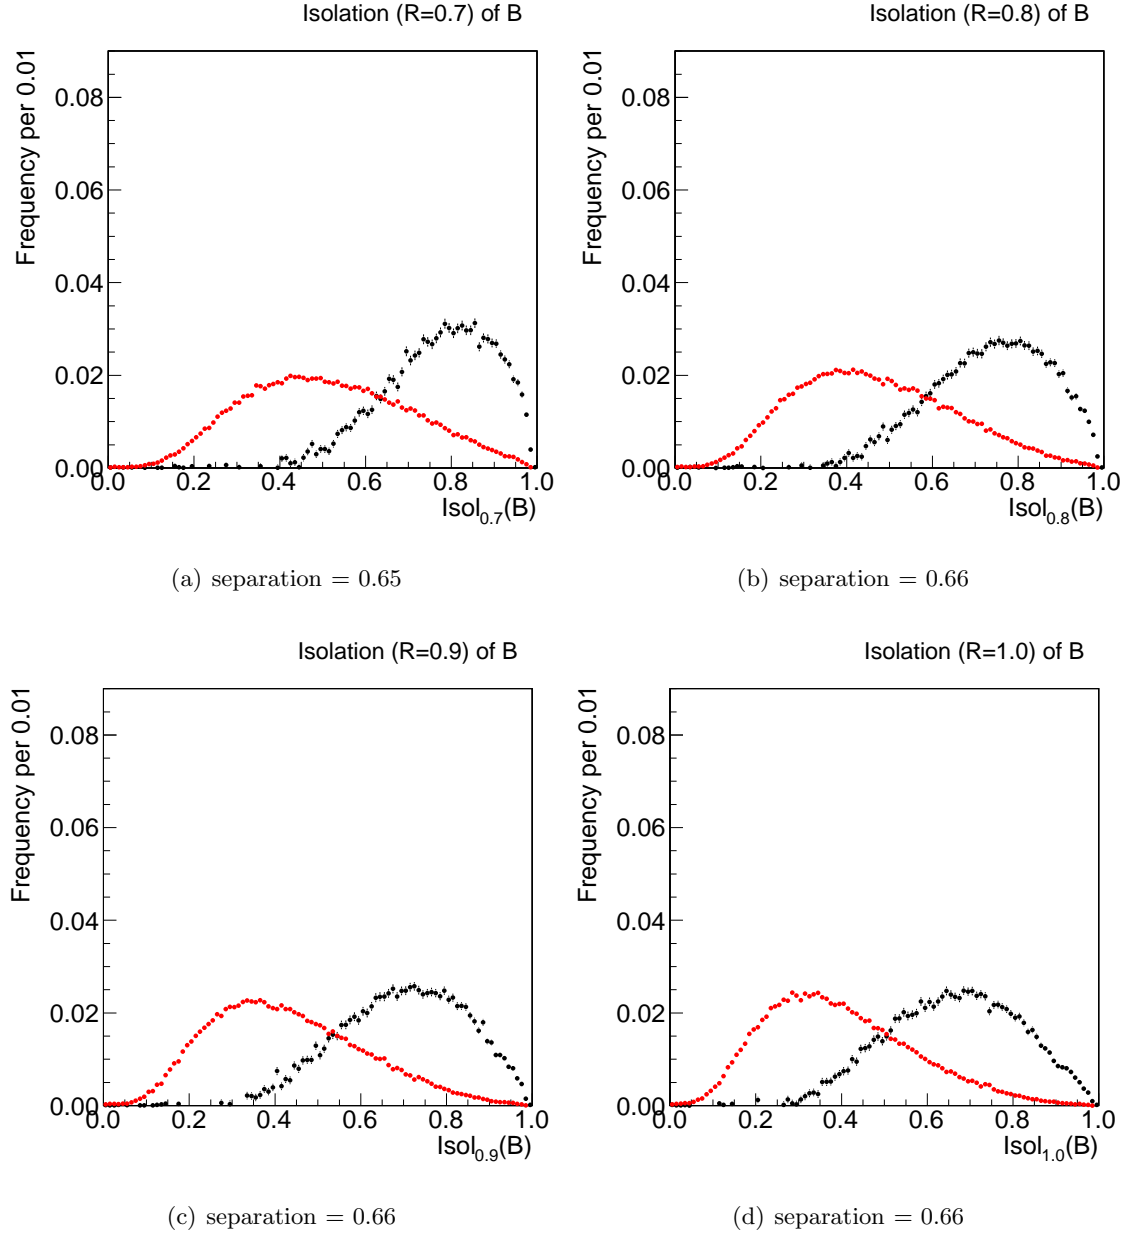 Isolation (R=0.7) of B
Frequency per 0.01
0.08
0.06
0.04
0.02
0.00
0.0 0.2 0.4 0.6 0.8 1.0
Isol0.7(B)
(a) separation = 0.65
Isolation (R=0.8) of B
Frequency per 0.01
0.08
0.06
0.04
0.02
0.00
0.0 0.2 0.4 0.6 0.8 1.0
Isol0.8(B)
(b) separation = 0.66
Isolation (R=0.9) of B
Frequency per 0.01
0.08
0.06
0.04
0.02
0.00
0.0 0.2 0.4 0.6 0.8 1.0
Isol0.9(B)
(c) separation = 0.66
Isolation (R=1.0) of B
Frequency per 0.01
0.08
0.06
0.04
0.02
0.00
0.0 0.2 0.4 0.6 0.8 1.0
Isol1.0(B)
(d) separation = 0.66